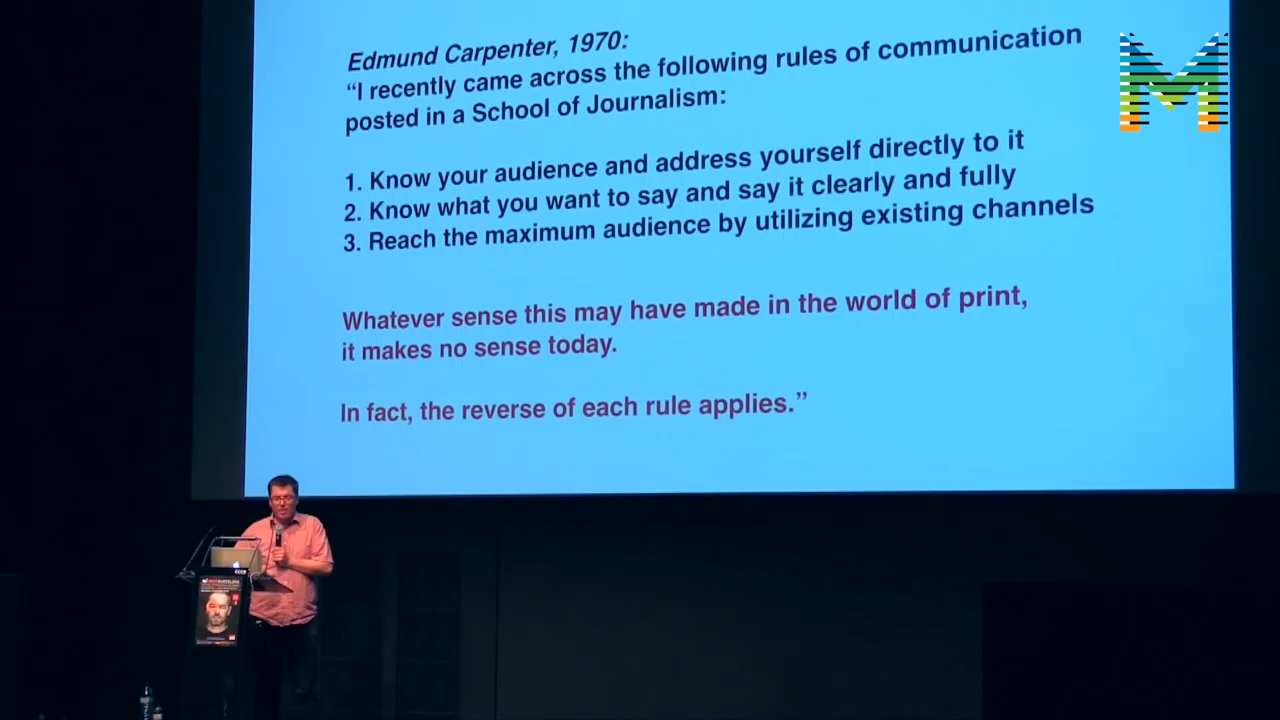 Edmund Carpenter, 1970:
“I recently came across the following rules of communication
posted in a School of Journalism:
1. Know your audience and address yourself directly to it
2. Know what you want to say and say it clearly and fully
3. Reach the maximum audience by utilizing existing channels
Whatever sense this may have made in the world of print,
it makes no sense today.
In fact, the reverse of each rule applies.”
M